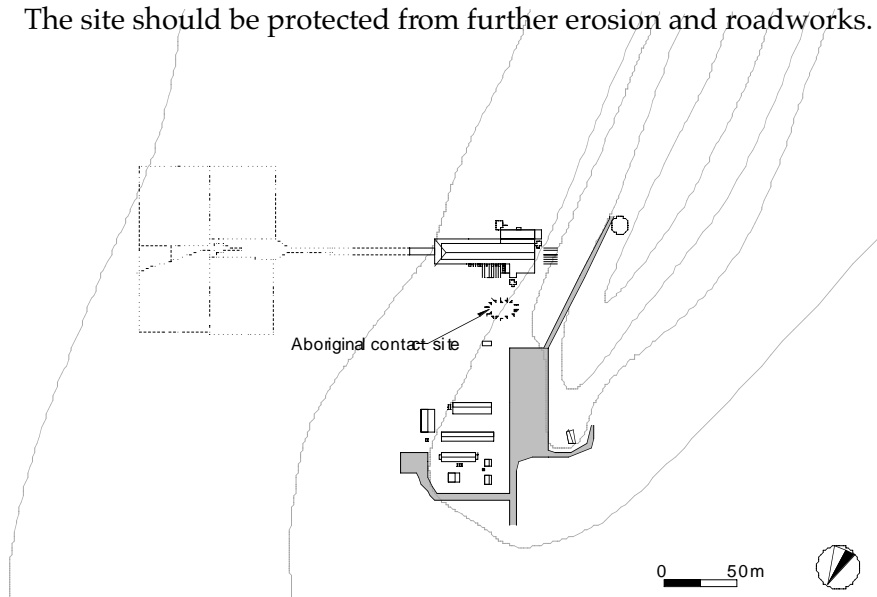 The site should be protected from further erosion and roadworks.
Aboriginal contact site
0 50m